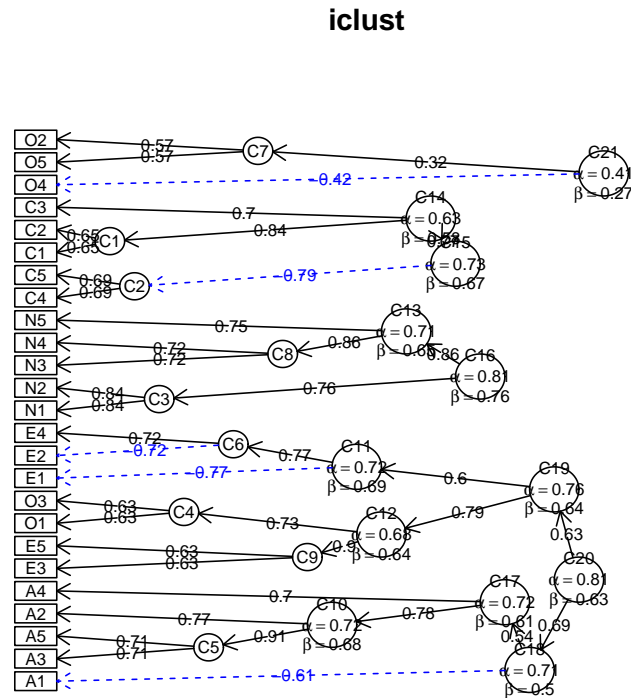 iclust
O2
O5
O4
C3
C2
C1
C5
C4
N5
N4
N3
N2
N1
E4
E2
E1
O3
O1
E5
E3
A4
A2
A5
A3
A1
C7
0.57
0.57
0.32
−0.42
C21
α = 0.41
β = 0.27
C14
α = 0.63
0.7
0.84
C1
0.65
0.65
C15
α = 0.73
β = 0.67
−0.79
C2
0.69
0.69
C13
α = 0.71
0.75
0.86
C8
0.72
0.72
0.86
C16
α = 0.81
β = 0.76
0.76
C3
0.84
0.84
C6
0.72
−0.72
0.77
−0.77
C11
α = 0.72
β = 0.69
0.6
C19
α = 0.76
β = 0.64
0.79
C4
0.63
0.63
0.73
C12
α = 0.68
β = 0.64
0.9
C9
0.63
0.63
0.63
C20
α = 0.81
β = 0.63
0.69
C17
α = 0.72
β = 0.61
0.7
0.78
C10
α = 0.72
β = 0.68
0.77
0.91
C5
0.71
0.71
0.54
C18
α = 0.71
β = 0.5
−0.61